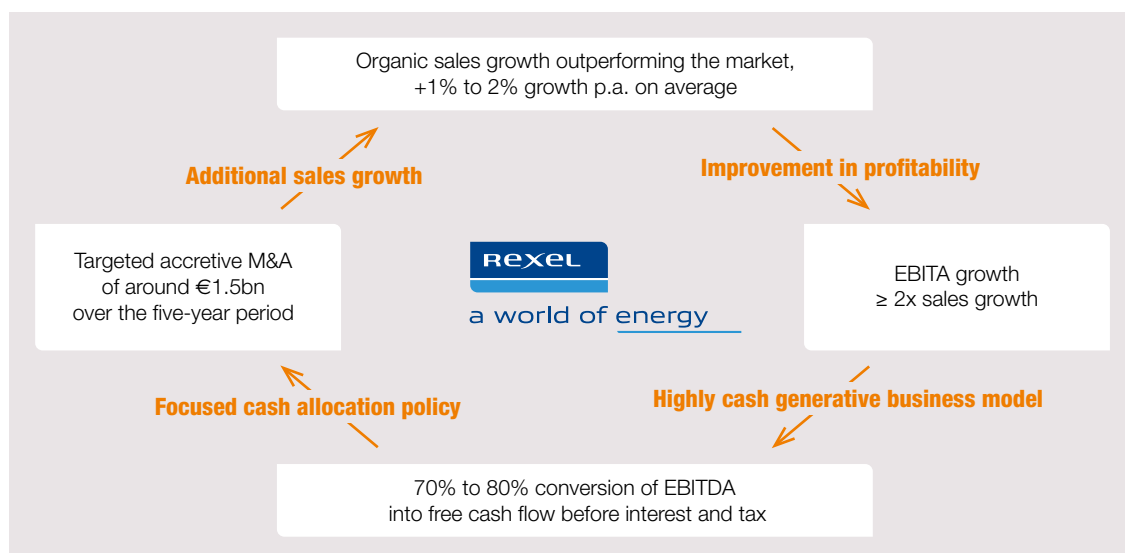 Organic sales growth outperforming the market,
+1% to 2% growth p.a. on average
Additional sales growth
Improvement in profitability
Targeted accretive M&A
of around €1.5bn
over the five-year period
REXEL
a world of energy
EBITA growth
≥ 2x sales growth
Focused cash allocation policy
Highly cash generative business model
70% to 80% conversion of EBITDA
into free cash flow before interest and tax